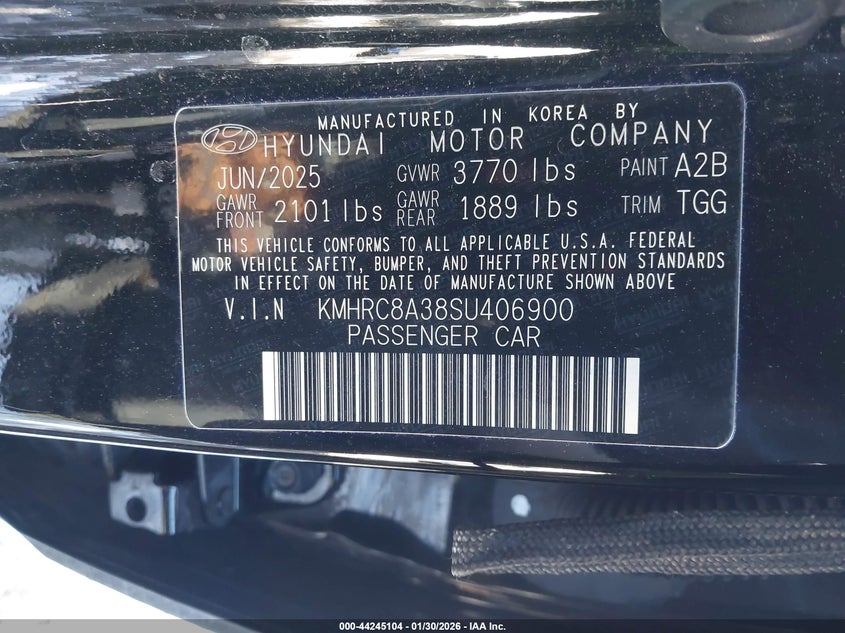 MANUFACTURED IN KOREA BY
HYUNDAI MOTOR COMPANY
JUN/2025 GVWR 3770 lbs PAINT A2B
GAWR FRONT 2101 lbs GAWR REAR 1889 lbs TRIM TGG
THIS VEHICLE CONFORMS TO ALL APPLICABLE U.S.A. FEDERAL
MOTOR VEHICLE SAFETY, BUMPER, AND THEFT PREVENTION STANDARDS
IN EFFECT ON THE DATE OF MANUFACTURE SHOWN ABOVE
V.I.N KMHRC8A38SU406900
PASSENGER CAR
000-44245104 - 01/30/2026 - IAA Inc.